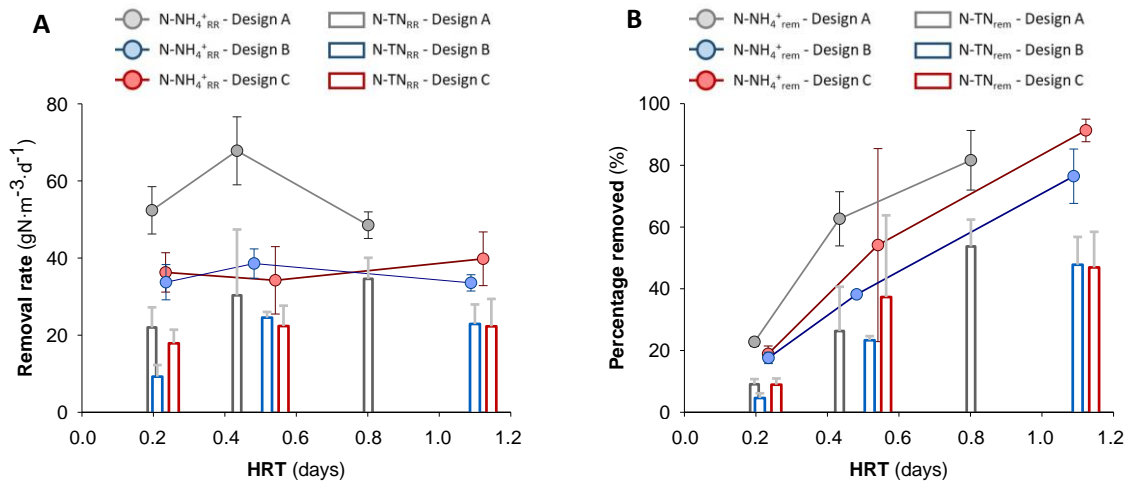 A
N-NH₄⁺RR - Design A
N-TNRR - Design A
N-NH₄⁺RR - Design B
N-TNRR - Design B
N-NH₄⁺RR - Design C
N-TNRR - Design C
Removal rate (gN·m⁻³·d⁻¹)
80
60
40
20
0
0.0 0.2 0.4 0.6 0.8 1.0 1.2
HRT (days)
B
N-NH₄⁺rem - Design A
N-TNrem - Design A
N-NH₄⁺rem - Design B
N-TNrem - Design B
N-NH₄⁺rem - Design C
N-TNrem - Design C
Percentage removed (%)
100
80
60
40
20
0
0.0 0.2 0.4 0.6 0.8 1.0 1.2
HRT (days)